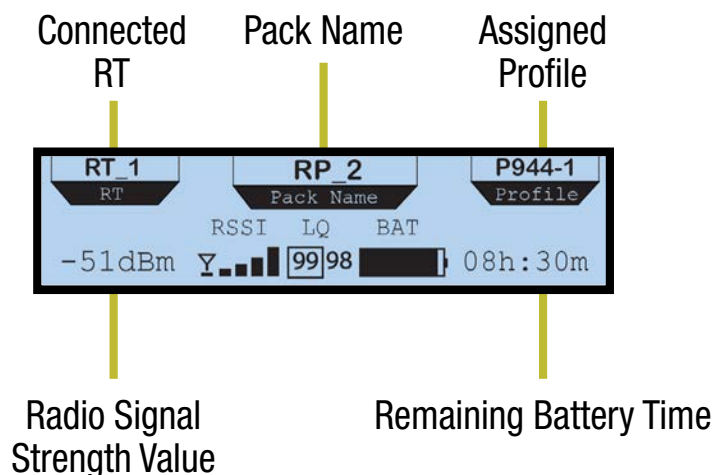 Connected
RT
Pack Name
Assigned
Profile
RT_1
RP_2
P944-1
RT
Pack Name
Profile
RSSI LQ BAT
-51dBm 99 98 08h:30m
Radio Signal
Strength Value
Remaining Battery Time